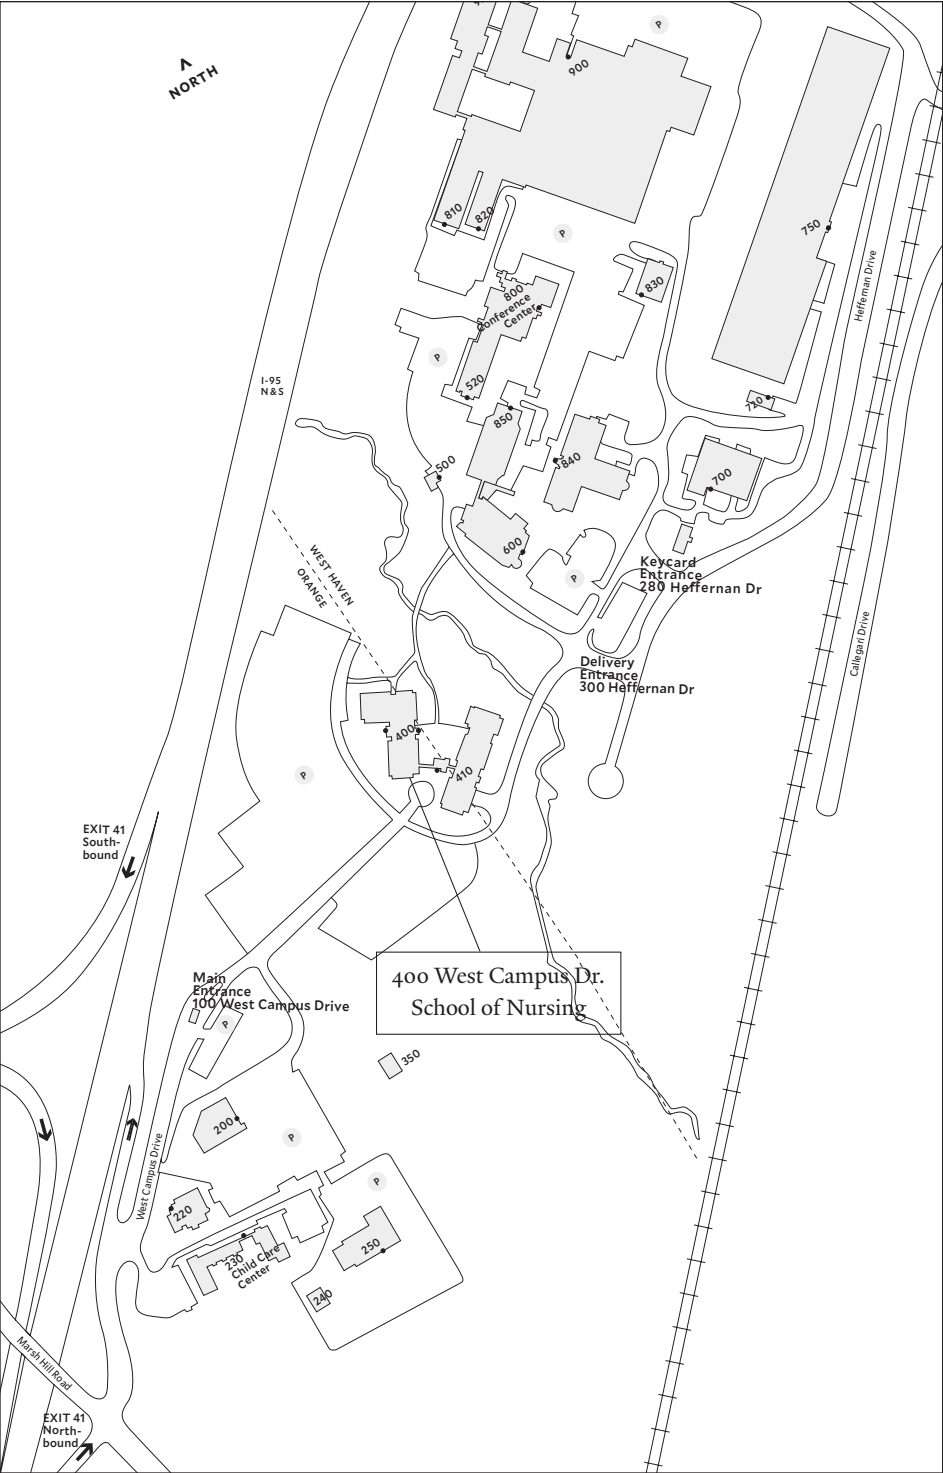 P
900
^
NORTH
810
820
P
750
Heffernan Drive
830
800
Conference
Center
P
520
I-95
N&S
720
850
500
840
700
600
WEST HAVEN
ORANGE
P
Keycard
Entrance
280 Heffernan Dr
Callegari Drive
Delivery
Entrance
300 Heffernan Dr
400
410
P
EXIT 41
South-
bound
400 West Campus Dr.
School of Nursing
Main
Entrance
100 West Campus Drive
P
350
200
P
West Campus Drive
P
220
230
Child Care
Center
250
240
Marsh Hill Road
EXIT 41
North-
bound